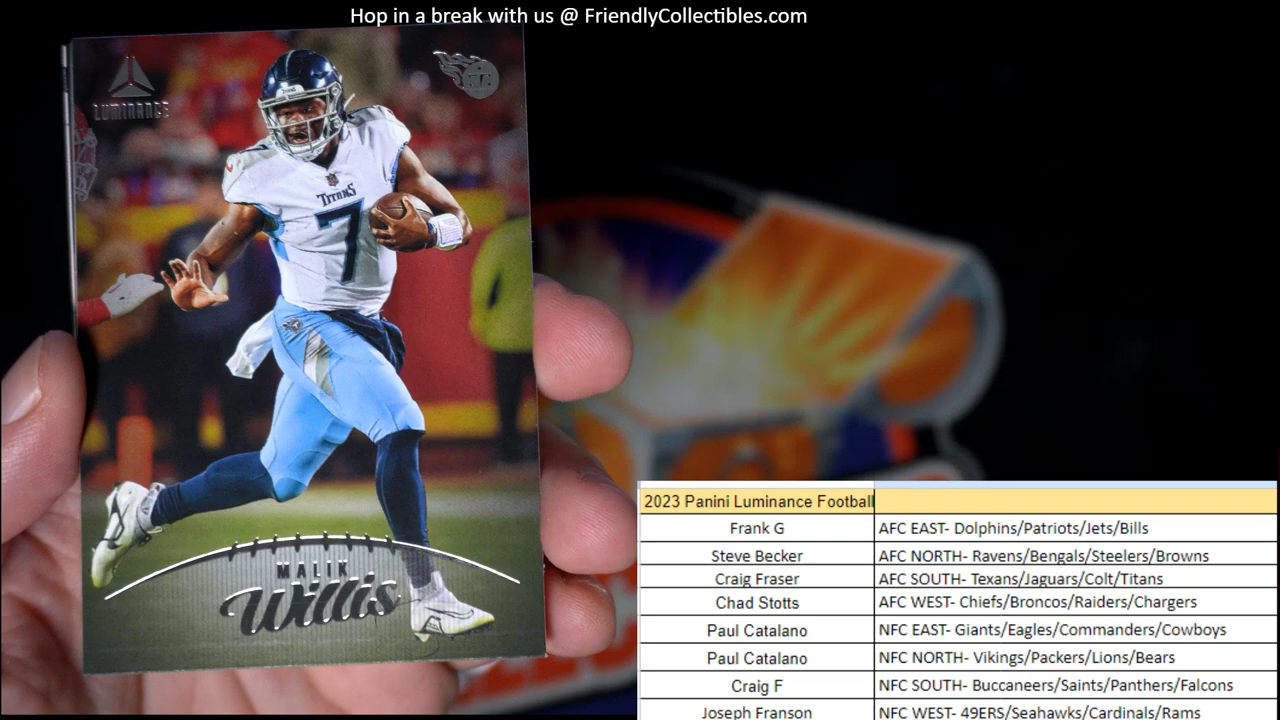 Hop in a break with us @ FriendlyCollectibles.com
LUMINANCE
TITANS
7
MALIK
Willis
2023 Panini Luminance Football
Frank G AFC EAST- Dolphins/Patriots/Jets/Bills
Steve Becker AFC NORTH- Ravens/Bengals/Steelers/Browns
Craig Fraser AFC SOUTH- Texans/Jaguars/Colt/Titans
Chad Stotts AFC WEST- Chiefs/Broncos/Raiders/Chargers
Paul Catalano NFC EAST- Giants/Eagles/Commanders/Cowboys
Paul Catalano NFC NORTH- Vikings/Packers/Lions/Bears
Craig F NFC SOUTH- Buccaneers/Saints/Panthers/Falcons
Joseph Franson NFC WEST- 49ERS/Seahawks/Cardinals/Rams